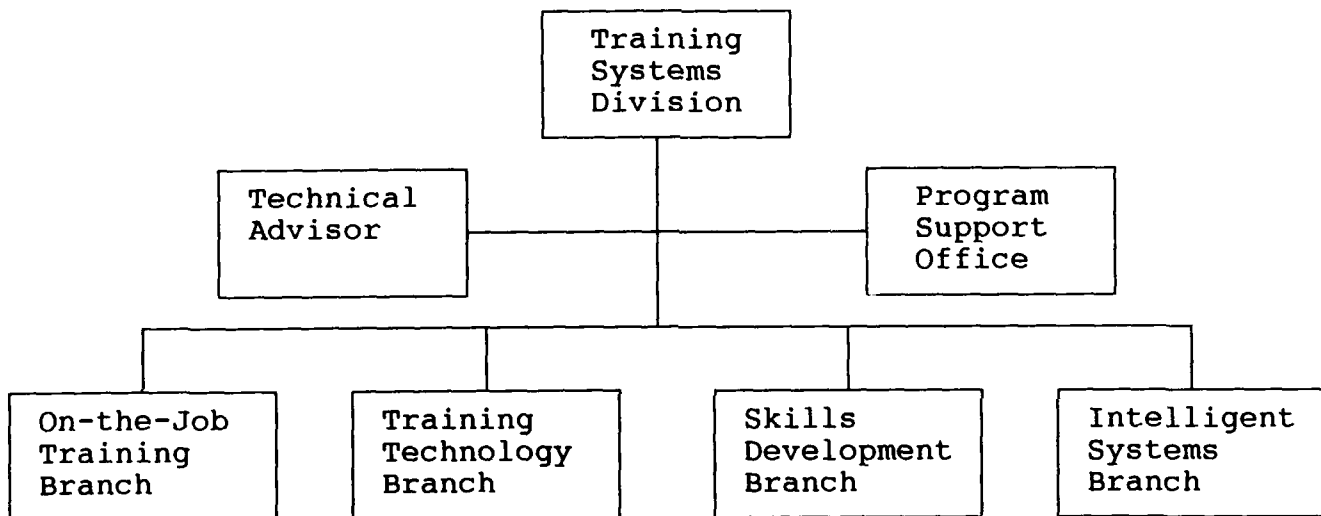 Training
Systems
Division
Technical
Advisor
Program
Support
Office
On-the-Job
Training
Branch
Training
Technology
Branch
Skills
Development
Branch
Intelligent
Systems
Branch